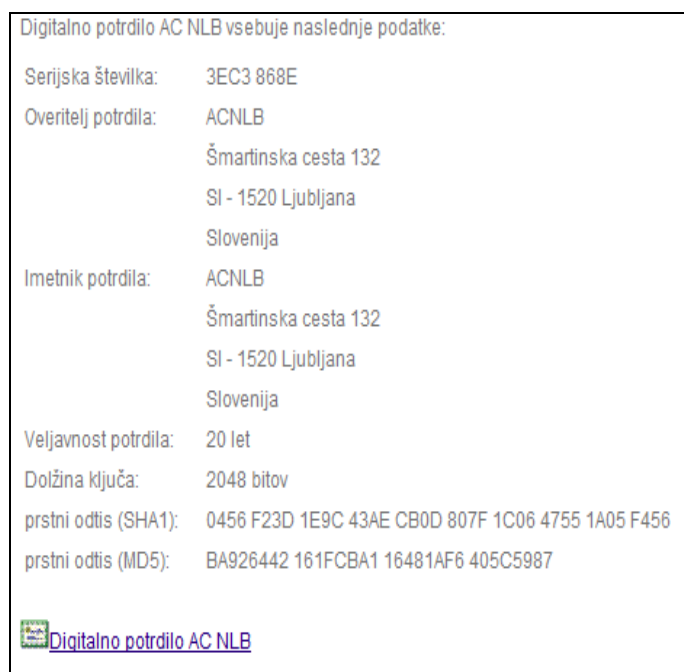 Digitalno potrdilo AC NLB vsebuje naslednje podatke:
Serijska številka: 3EC3 868E
Overitelj potrdila: ACNLB
Šmartinska cesta 132
SI - 1520 Ljubljana
Slovenija
Imetnik potrdila: ACNLB
Šmartinska cesta 132
SI - 1520 Ljubljana
Slovenija
Veljavnost potrdila: 20 let
Dolžina ključa: 2048 bitov
prstni odtis (SHA1): 0456 F23D 1E9C 43AE CB0D 807F 1C06 4755 1A05 F456
prstni odtis (MD5): BA926442 161FCBA1 16481AF6 405C5987
Digitalno potrdilo AC NLB